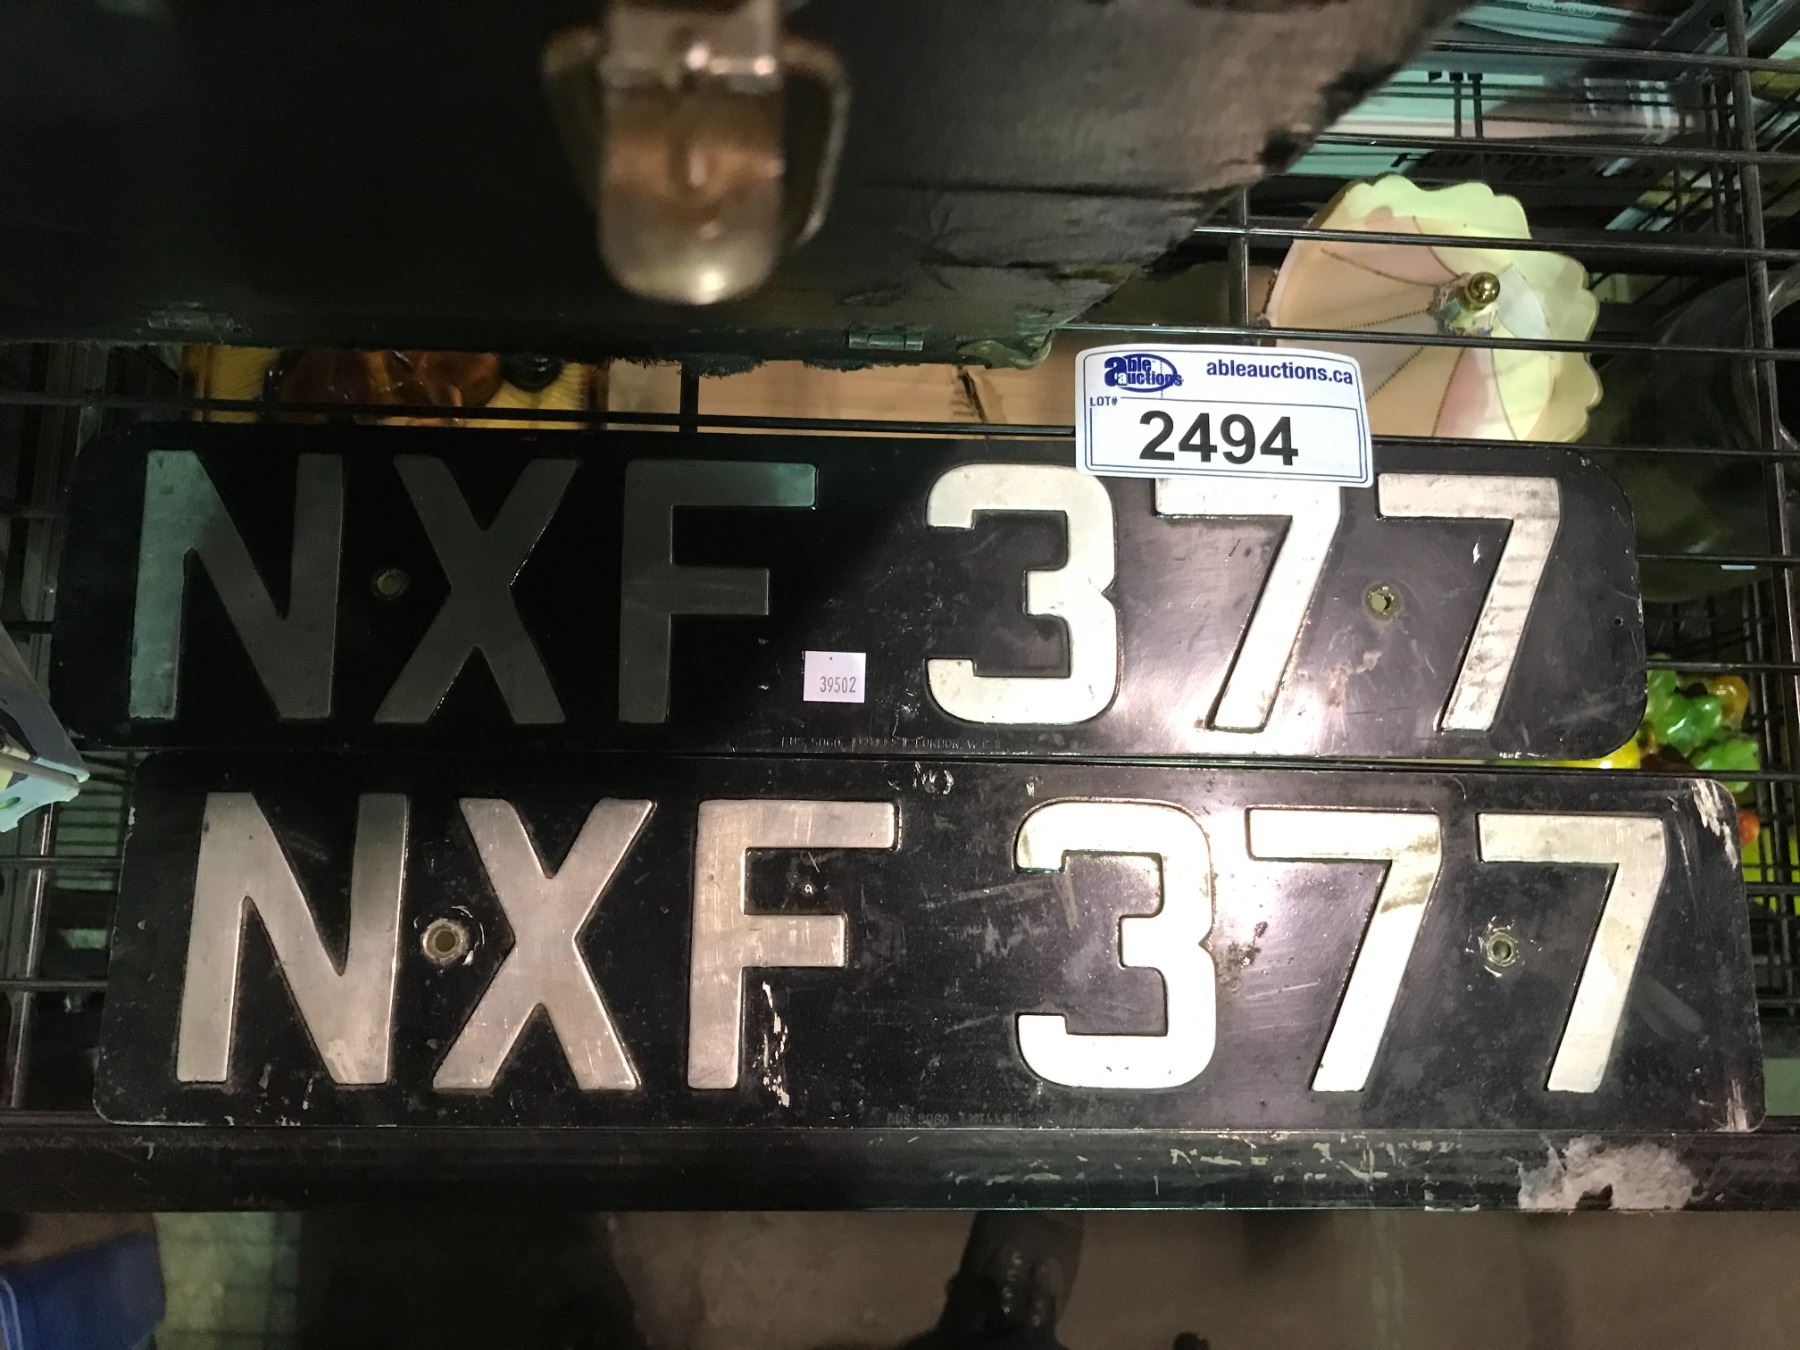 able auctions
ableauctions.ca
LOT#
2494
NXF 377
39502
NXF 377